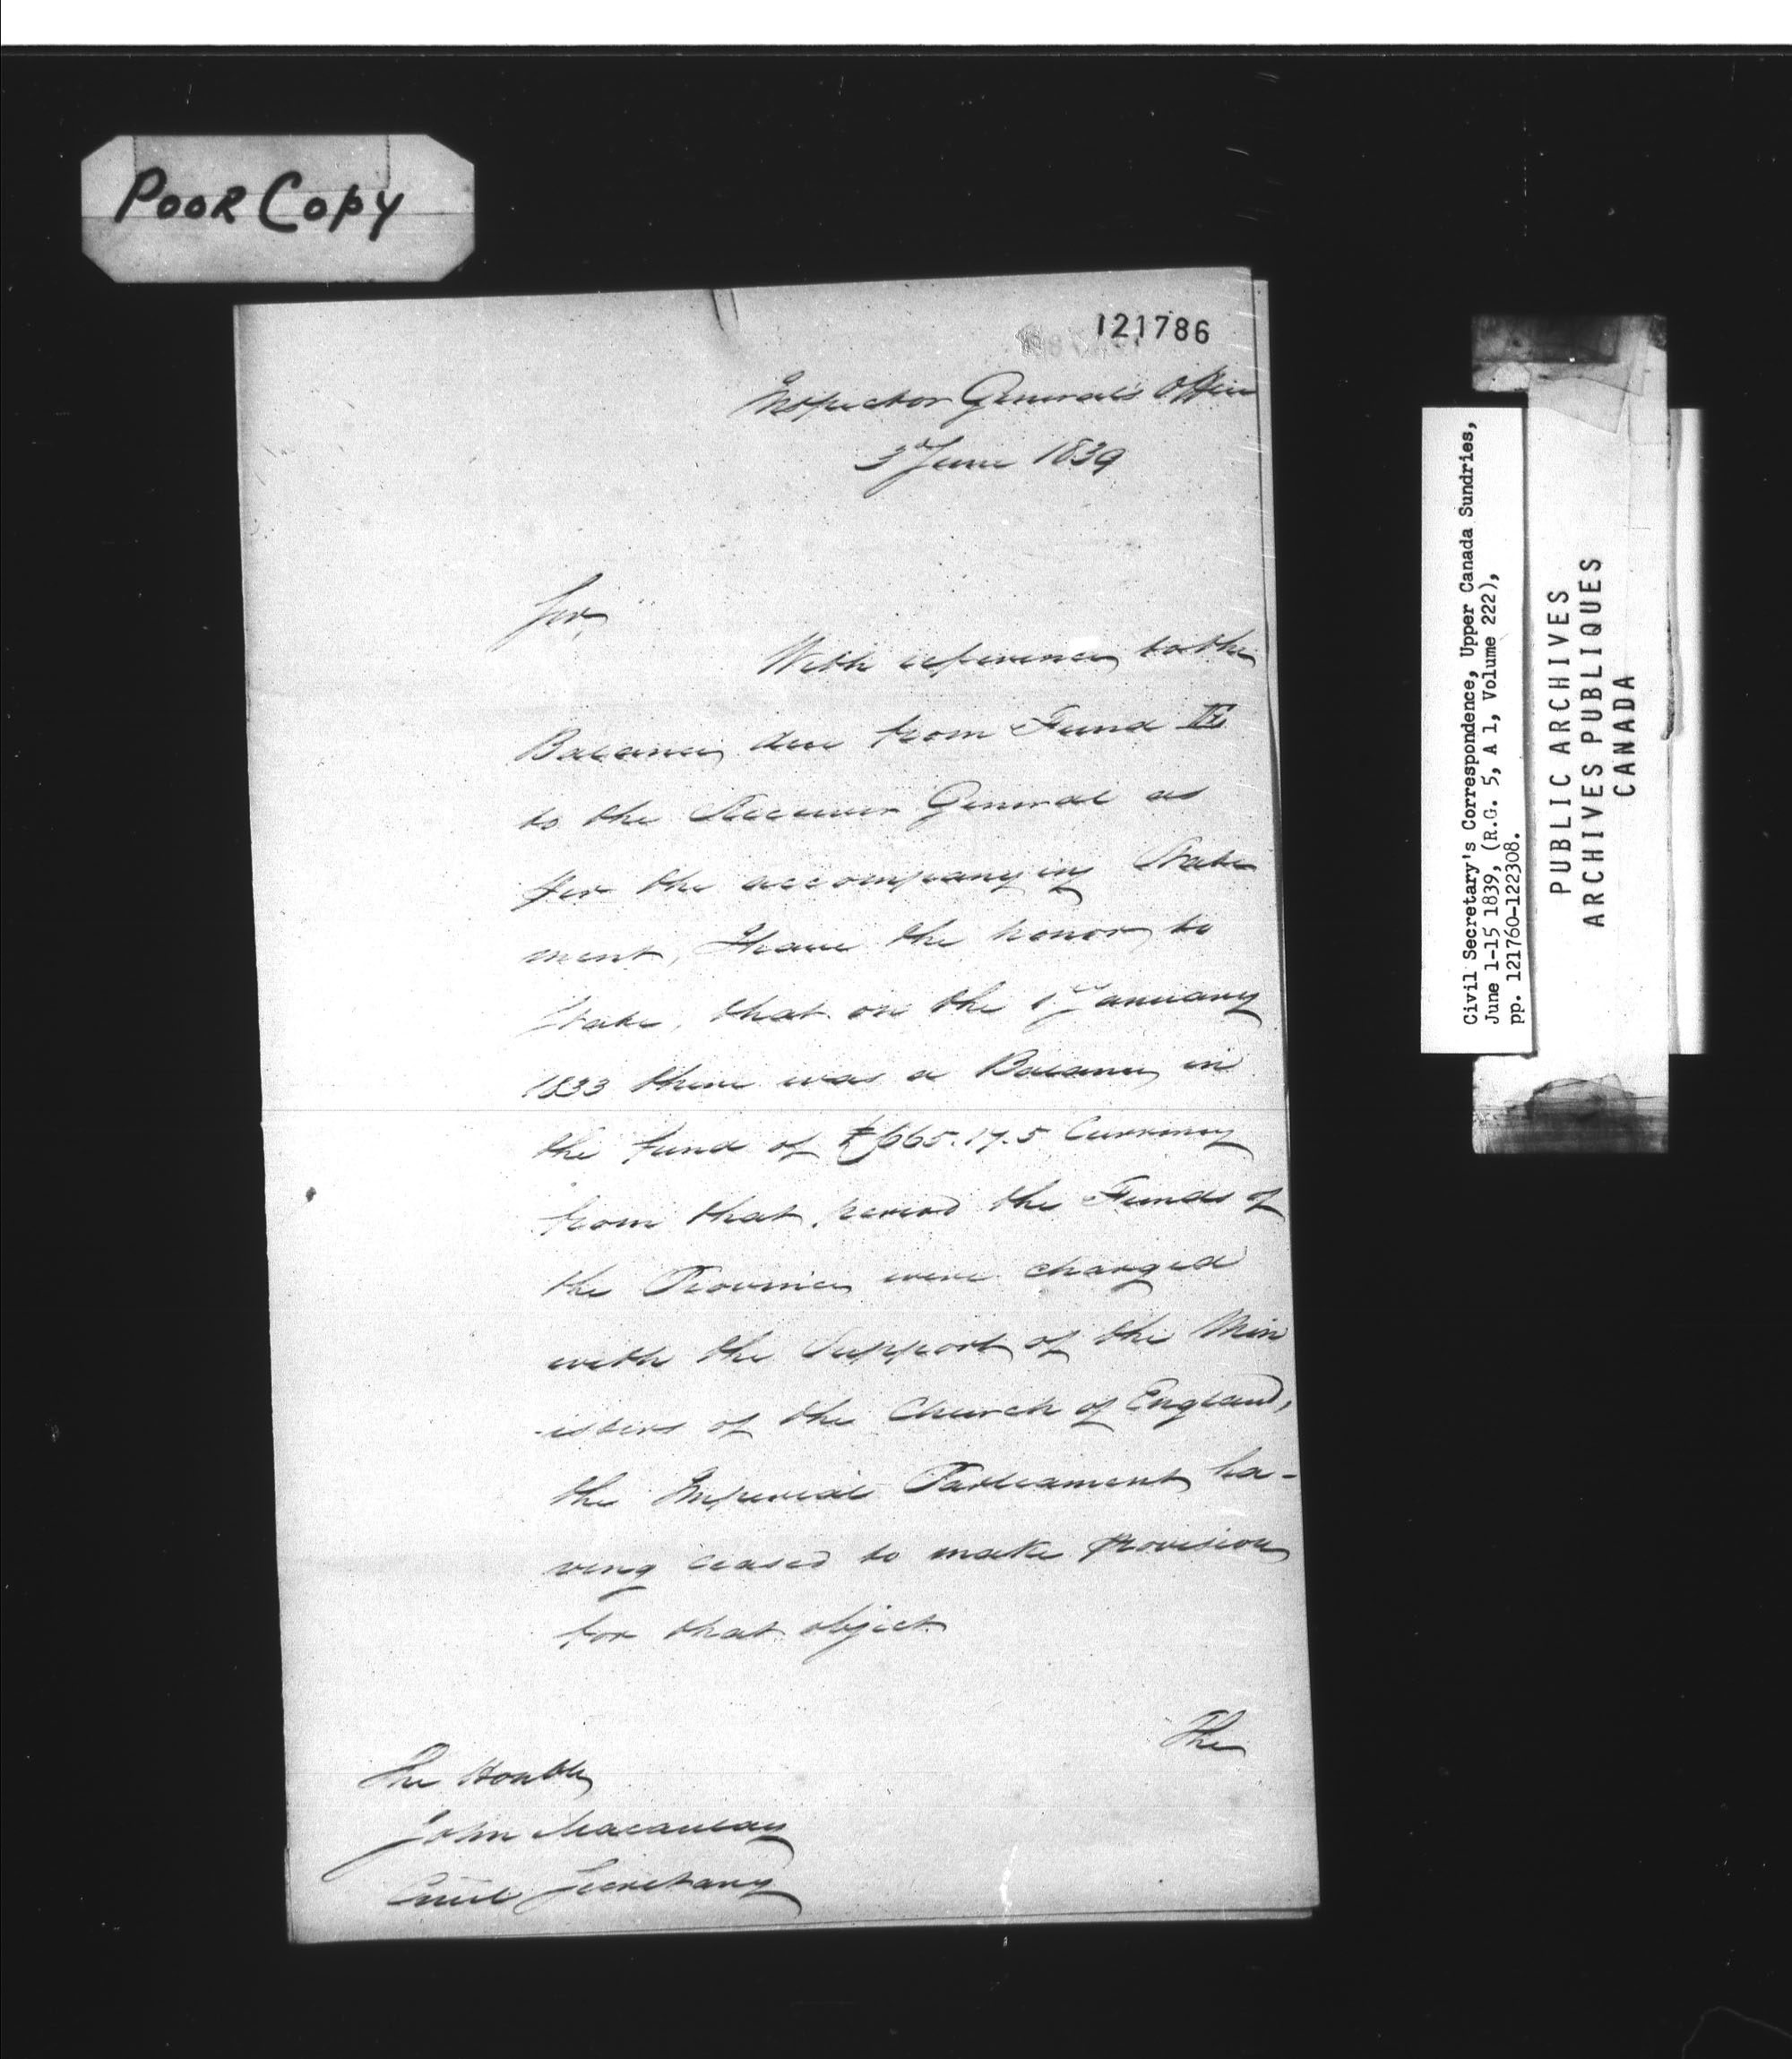 POOR COPY
121786
Inspector General's Office
3d June 1839
Sir,
With reference to the
Balance due from Fund
to the Receiver General as
per the accompanying State
ment, I have the honor to
State, that on the 1st January
1833 there was a Balance in
the fund of £665.17.5 Currency
from that period the Funds of
the Province were charged
with the Support of the Min
-isters of the Church of England,
the Imperial Parliament ha-
ving ceased to make provision
for that object
The
The Honble
John Macaulay
Civil Secretary
Civil Secretary's Correspondence, Upper Canada Sundries,
June 1-15 1839, (R.G. 5, A 1, Volume 222),
pp. 121760-122308.
PUBLIC ARCHIVES
ARCHIVES PUBLIQUES
CANADA